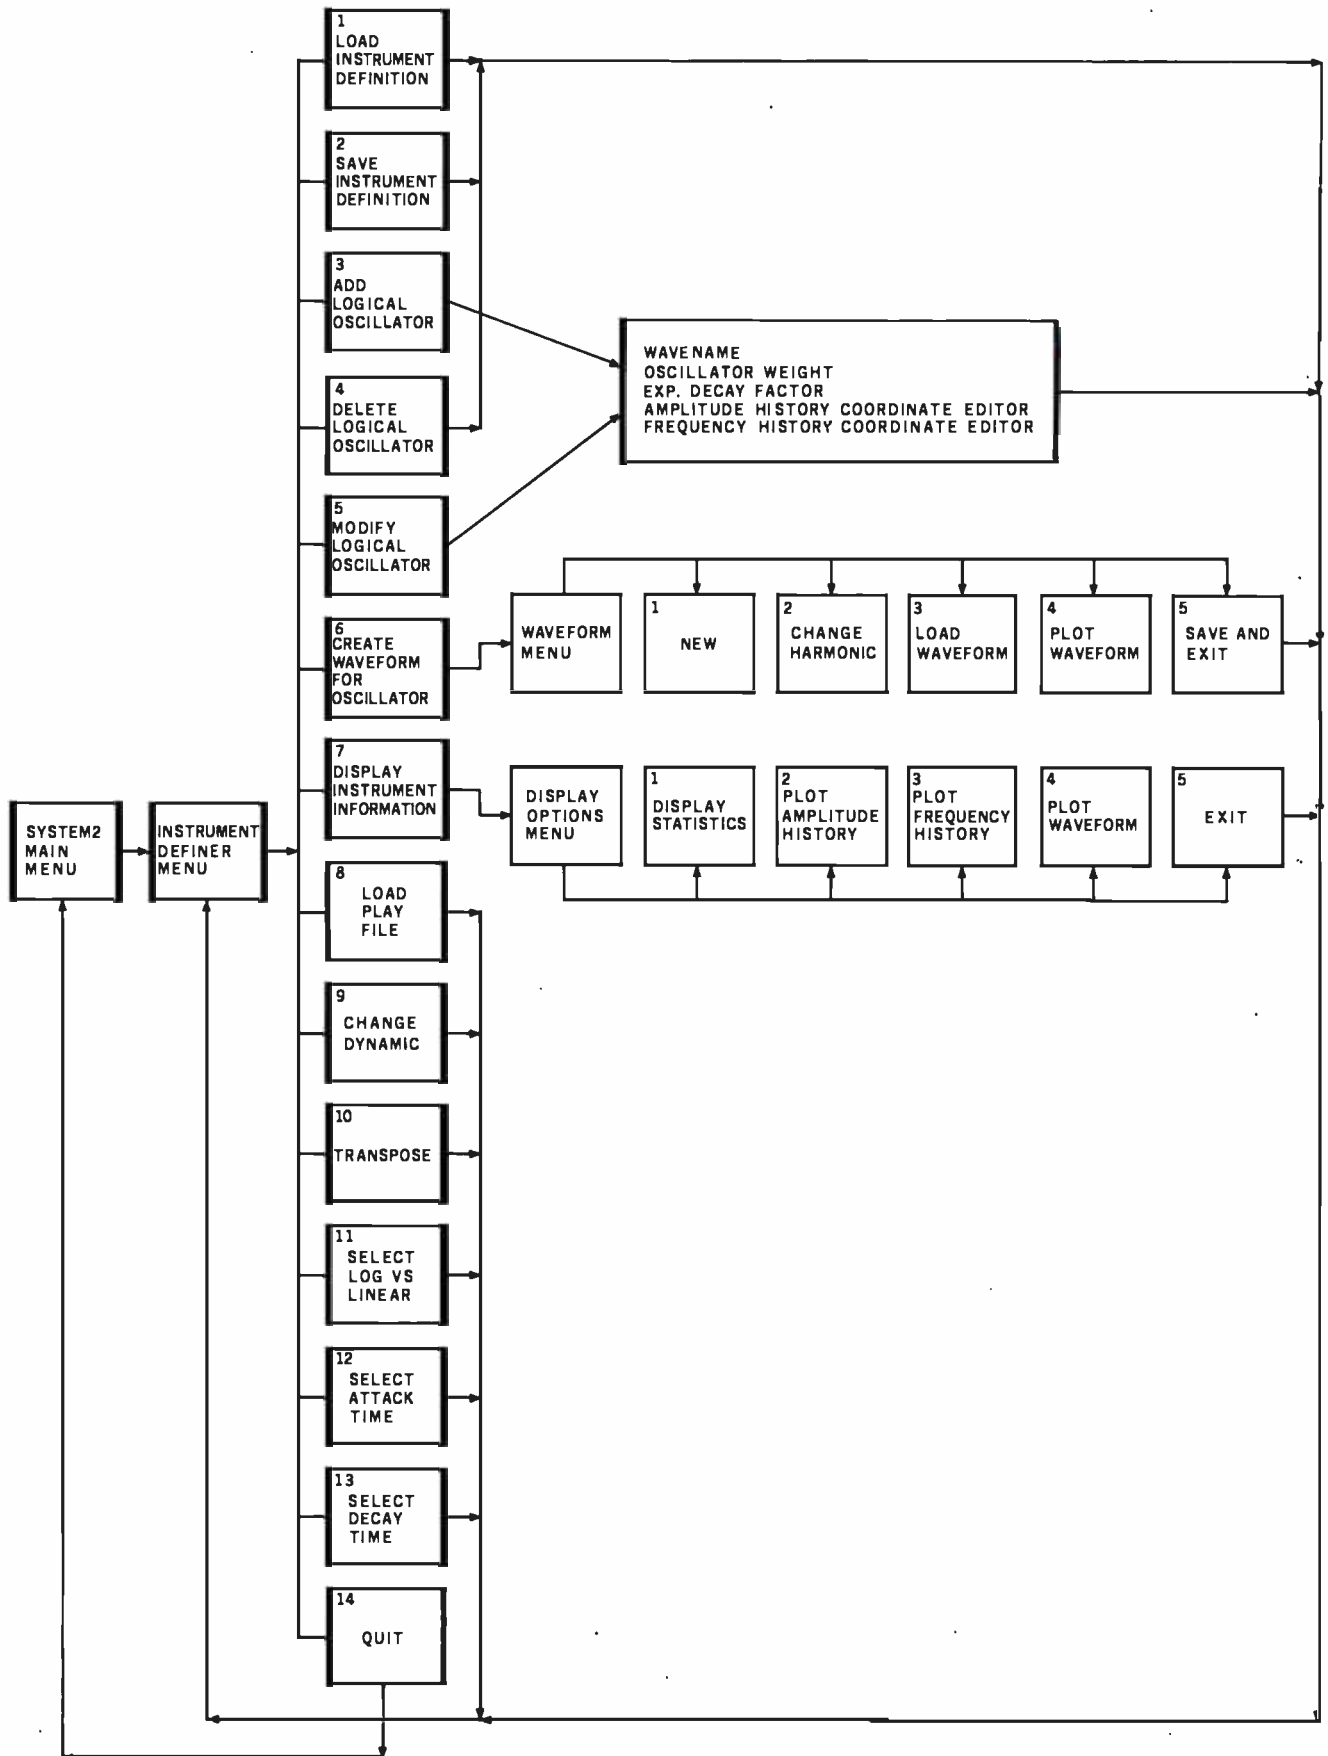 1
LOAD
INSTRUMENT
DEFINITION
2
SAVE
INSTRUMENT
DEFINITION
3
ADD
LOGICAL
OSCILLATOR
4
DELETE
LOGICAL
OSCILLATOR
5
MODIFY
LOGICAL
OSCILLATOR
WAVENAME
OSCILLATOR WEIGHT
EXP. DECAY FACTOR
AMPLITUDE HISTORY COORDINATE EDITOR
FREQUENCY HISTORY COORDINATE EDITOR
6
CREATE
WAVEFORM
FOR
OSCILLATOR
WAVEFORM
MENU
1
NEW
2
CHANGE
HARMONIC
3
LOAD
WAVEFORM
4
PLOT
WAVEFORM
5
SAVE AND
EXIT
7
DISPLAY
INSTRUMENT
INFORMATION
DISPLAY
OPTIONS
MENU
1
DISPLAY
STATISTICS
2
PLOT
AMPLITUDE
HISTORY
3
PLOT
FREQUENCY
HISTORY
4
PLOT
WAVEFORM
5
EXIT
SYSTEM2
MAIN
MENU
INSTRUMENT
DEFINER
MENU
8
LOAD
PLAY
FILE
9
CHANGE
DYNAMIC
10
TRANSPOSE
11
SELECT
LOG VS
LINEAR
12
SELECT
ATTACK
TIME
13
SELECT
DECAY
TIME
14
QUIT